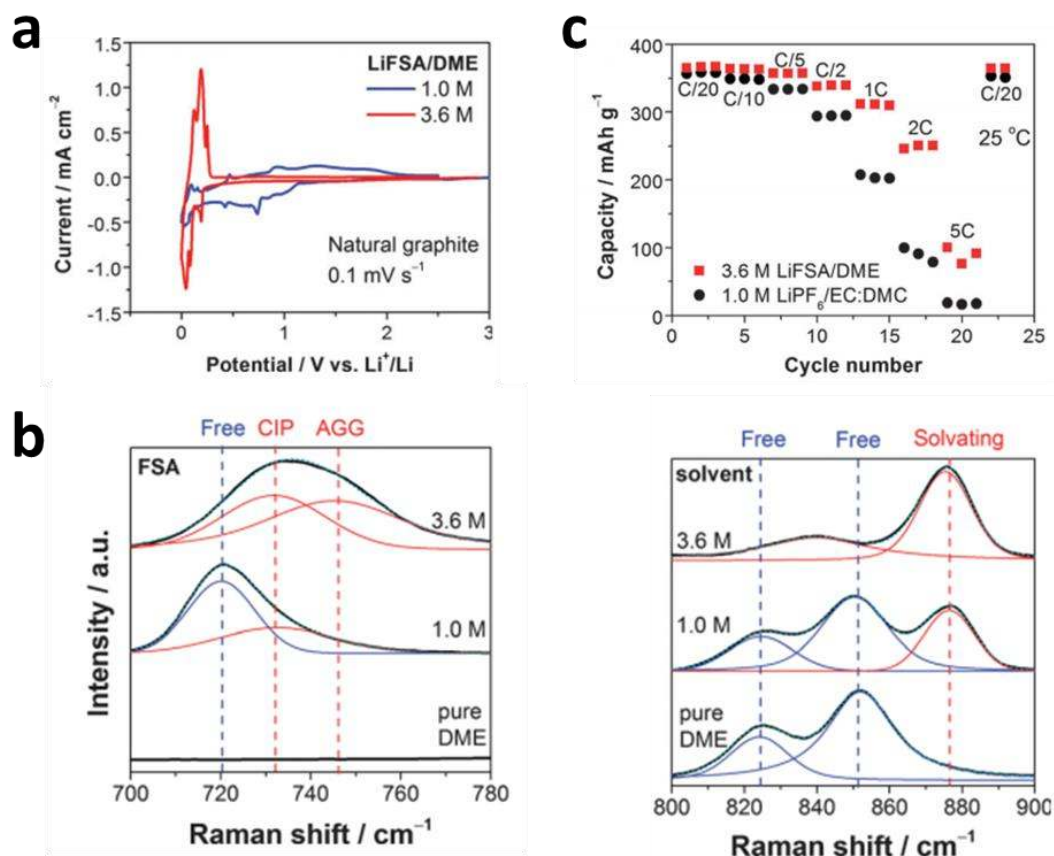 a
1.5
1.0
0.5
0.0
-0.5
-1.0
-1.5
Current / mA cm⁻²
LiFSA/DME
1.0 M
3.6 M
Natural graphite
0.1 mV s⁻¹
0 1 2 3
Potential / V vs. Li⁺/Li
c
400
300
200
100
0
Capacity / mAh g⁻¹
C/20
C/10
C/5
C/2
1C
2C
5C
C/20
25 °C
3.6 M LiFSA/DME
1.0 M LiPF₆/EC:DMC
0 5 10 15 20 25
Cycle number
b
Free CIP AGG
FSA
3.6 M
1.0 M
pure
DME
Intensity / a.u.
700 720 740 760 780
Raman shift / cm⁻¹
Free Free Solvating
solvent
3.6 M
1.0 M
pure
DME
800 820 840 860 880 900
Raman shift / cm⁻¹